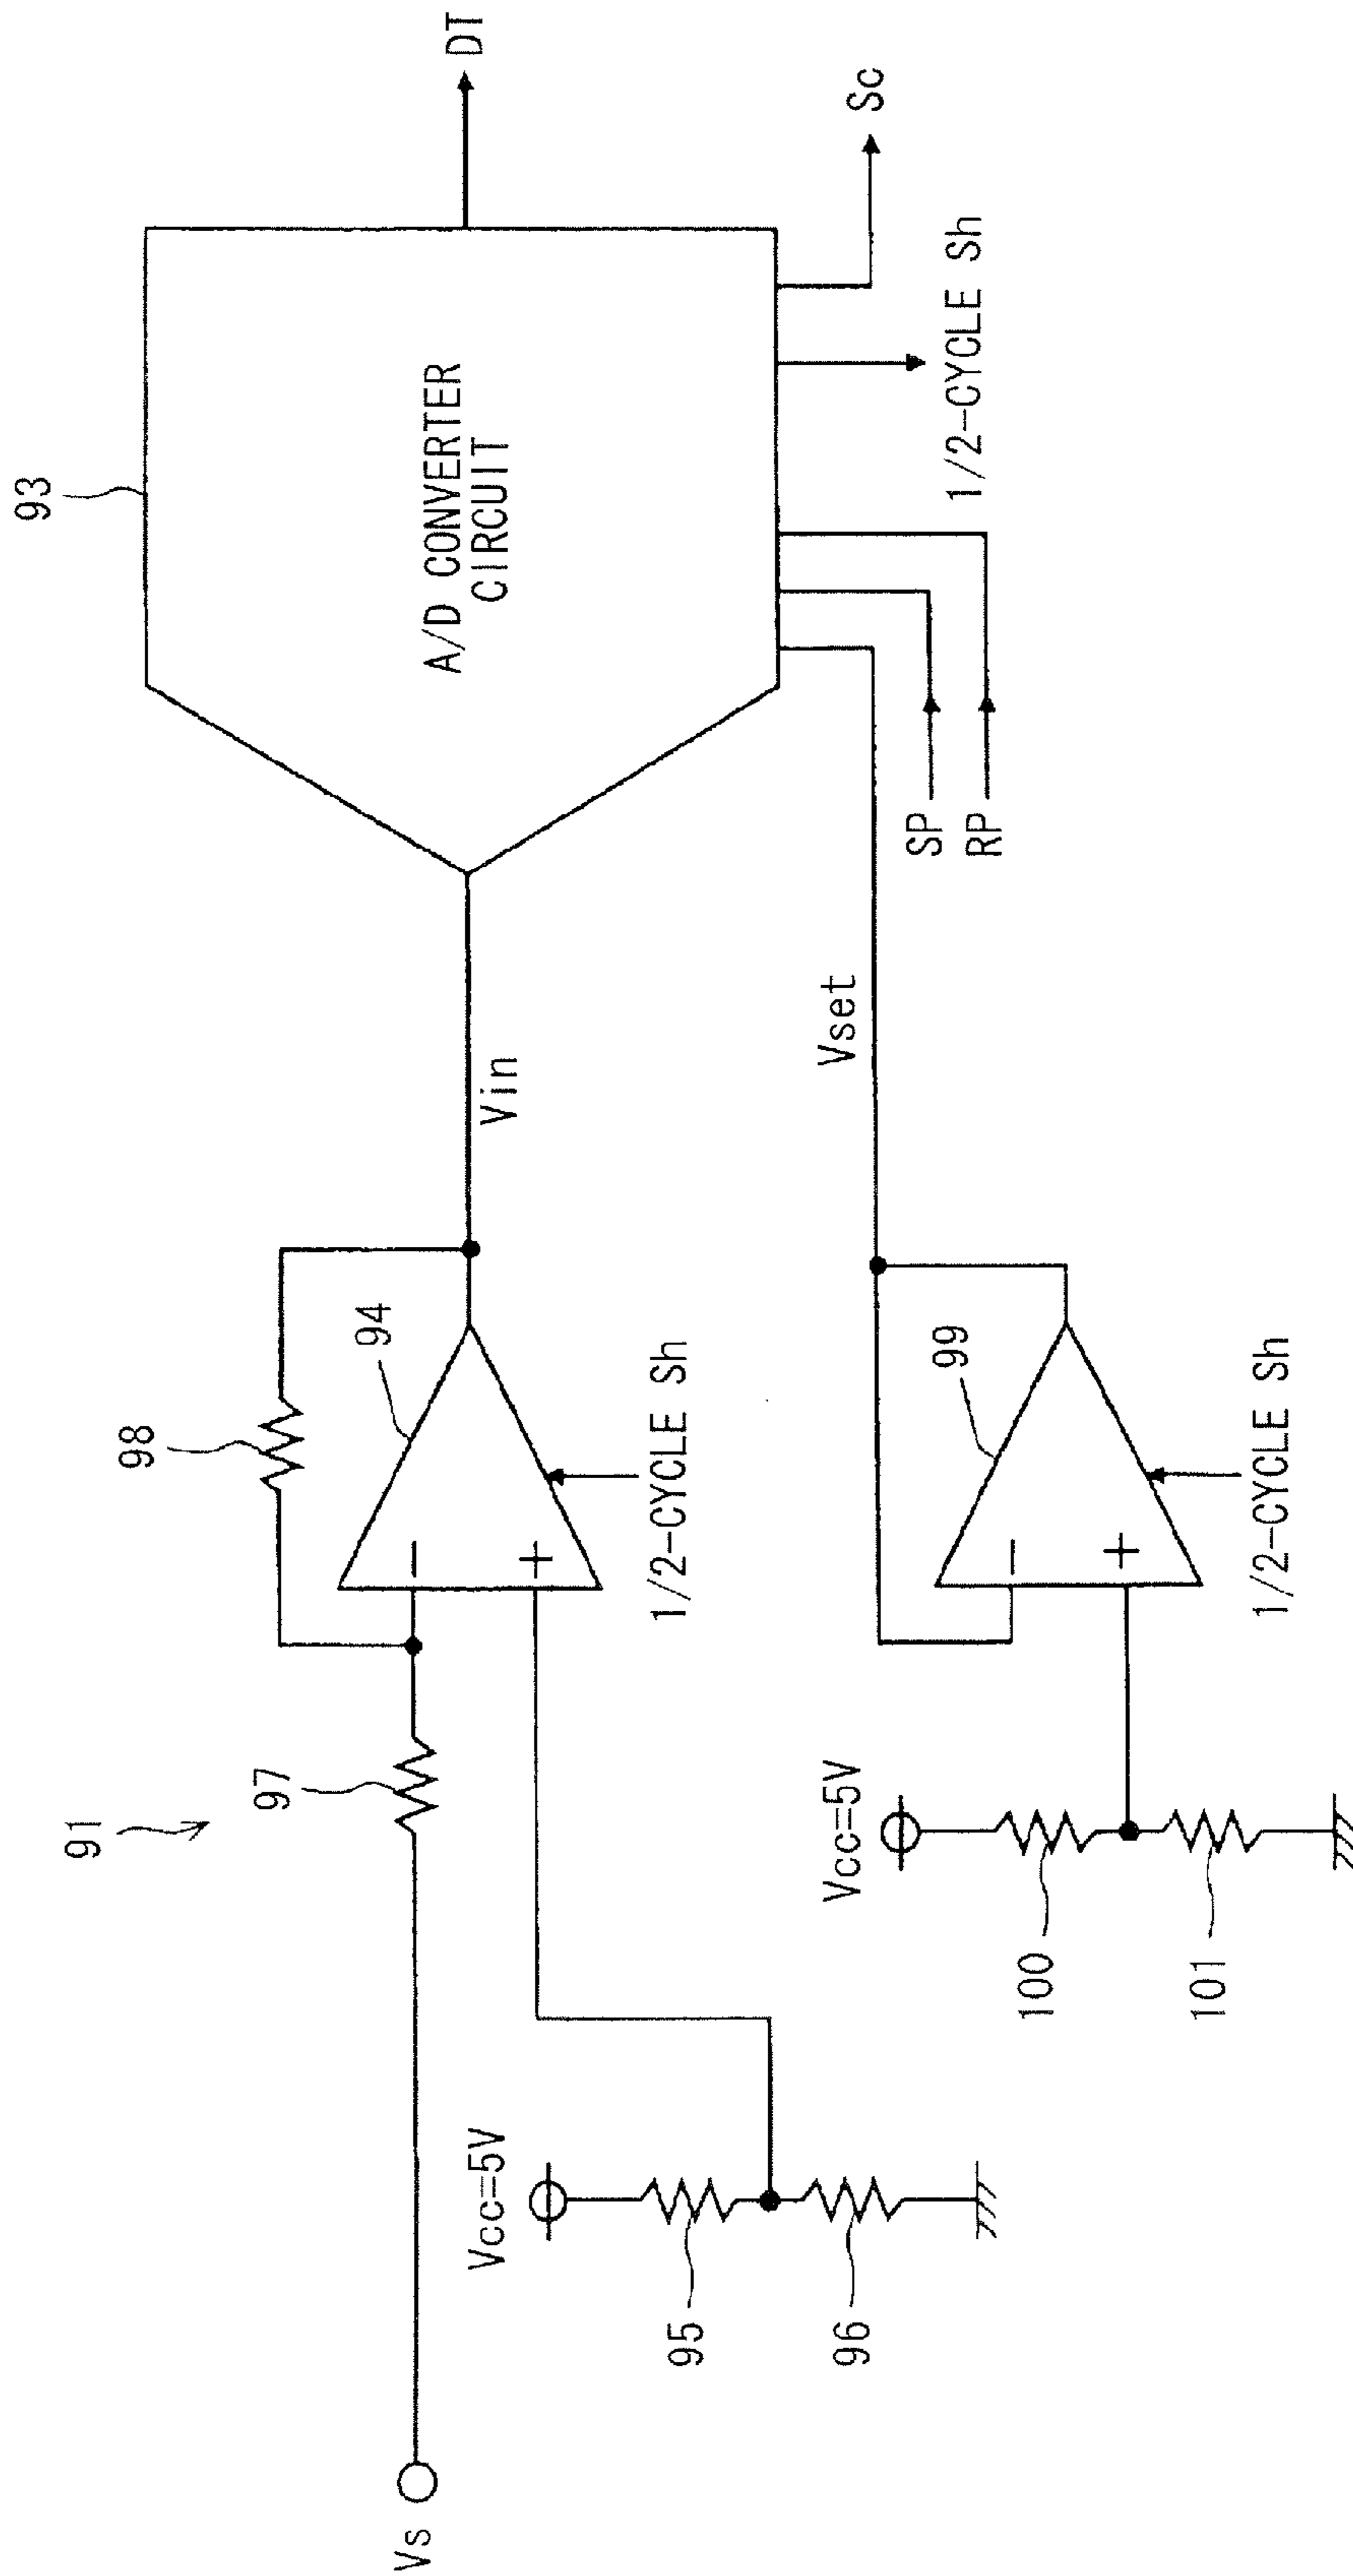 91
93
98
97
94
Vs
Vin
A/D CONVERTER
CIRCUIT
DT
Vcc=5V
95
96
1/2-CYCLE Sh
Vset
SP
RP
1/2-CYCLE Sh
Sc
Vcc=5V
100
101
99
1/2-CYCLE Sh
−
+
−
+